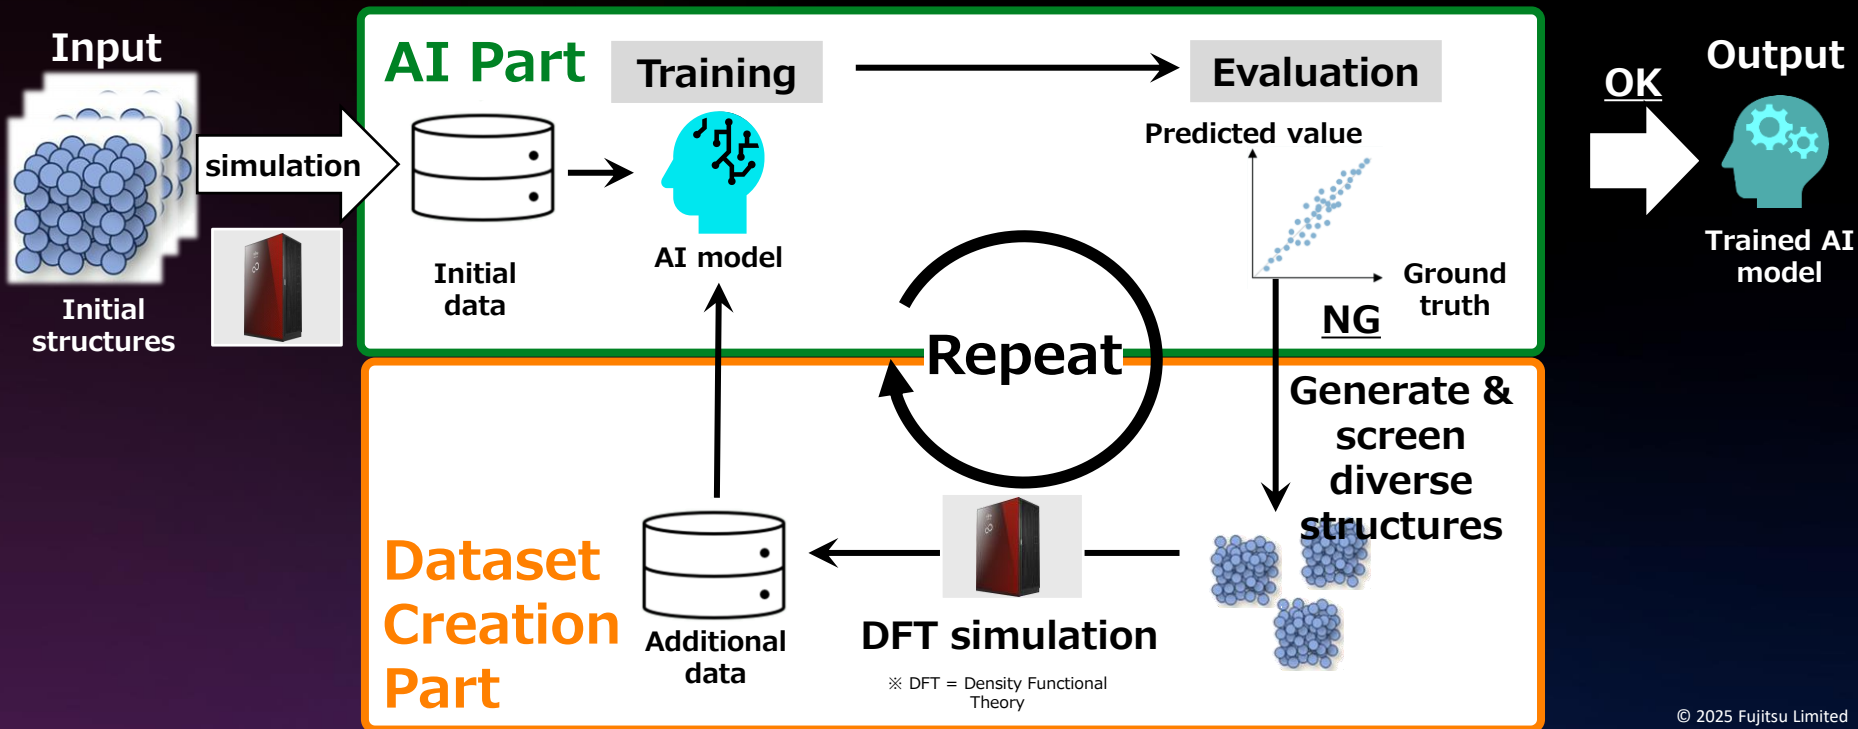 Input
simulation
Initial
structures
AI Part
Training
Evaluation
Initial
data
AI model
Predicted value
Ground
truth
NG
OK
Output
Trained AI
model
Repeat
Generate &
screen
diverse
structures
Dataset
Creation
Part
Additional
data
DFT simulation
※ DFT = Density Functional
Theory
© 2025 Fujitsu Limited